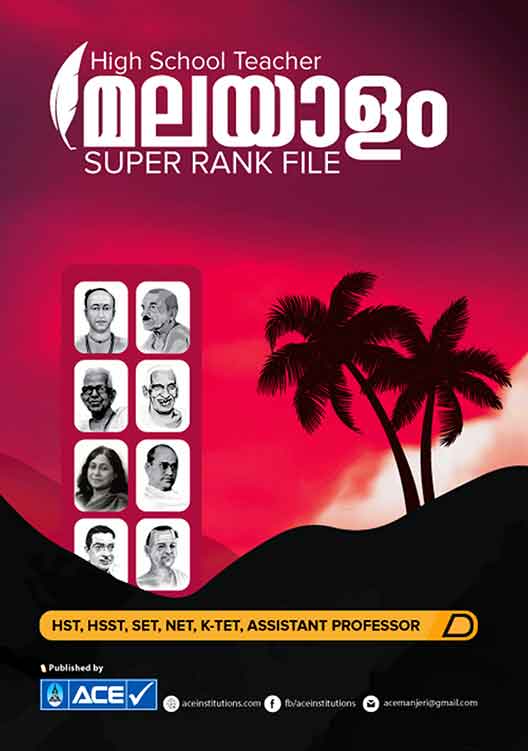 High School Teacher
മലയാളം
SUPER RANK FILE
HST, HSST, SET, NET, K-TET, ASSISTANT PROFESSOR
Published by
ACE
aceinstitutions.com fb/aceinstitutions acemanjeri@gmail.com